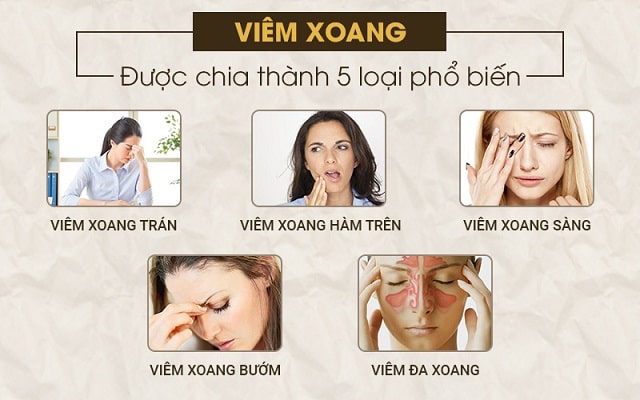 VIÊM XOANG
Được chia thành 5 loại phổ biến
VIÊM XOANG TRÁN
VIÊM XOANG HÀM TRÊN
VIÊM XOANG SÀNG
VIÊM XOANG BƯỚM
VIÊM ĐA XOANG